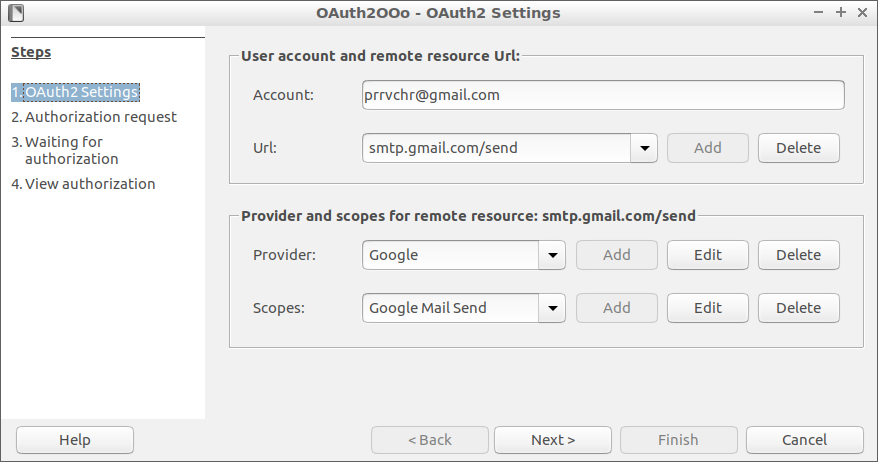 OAuth2OOo - OAuth2 Settings
Steps
1. OAuth2 Settings
2. Authorization request
3. Waiting for
authorization
4. View authorization
User account and remote resource Url:
Account: prrvchr@gmail.com
Url: smtp.gmail.com/send Add Delete
Provider and scopes for remote resource: smtp.gmail.com/send
Provider: Google Add Edit Delete
Scopes: Google Mail Send Add Edit Delete
Help < Back Next > Finish Cancel